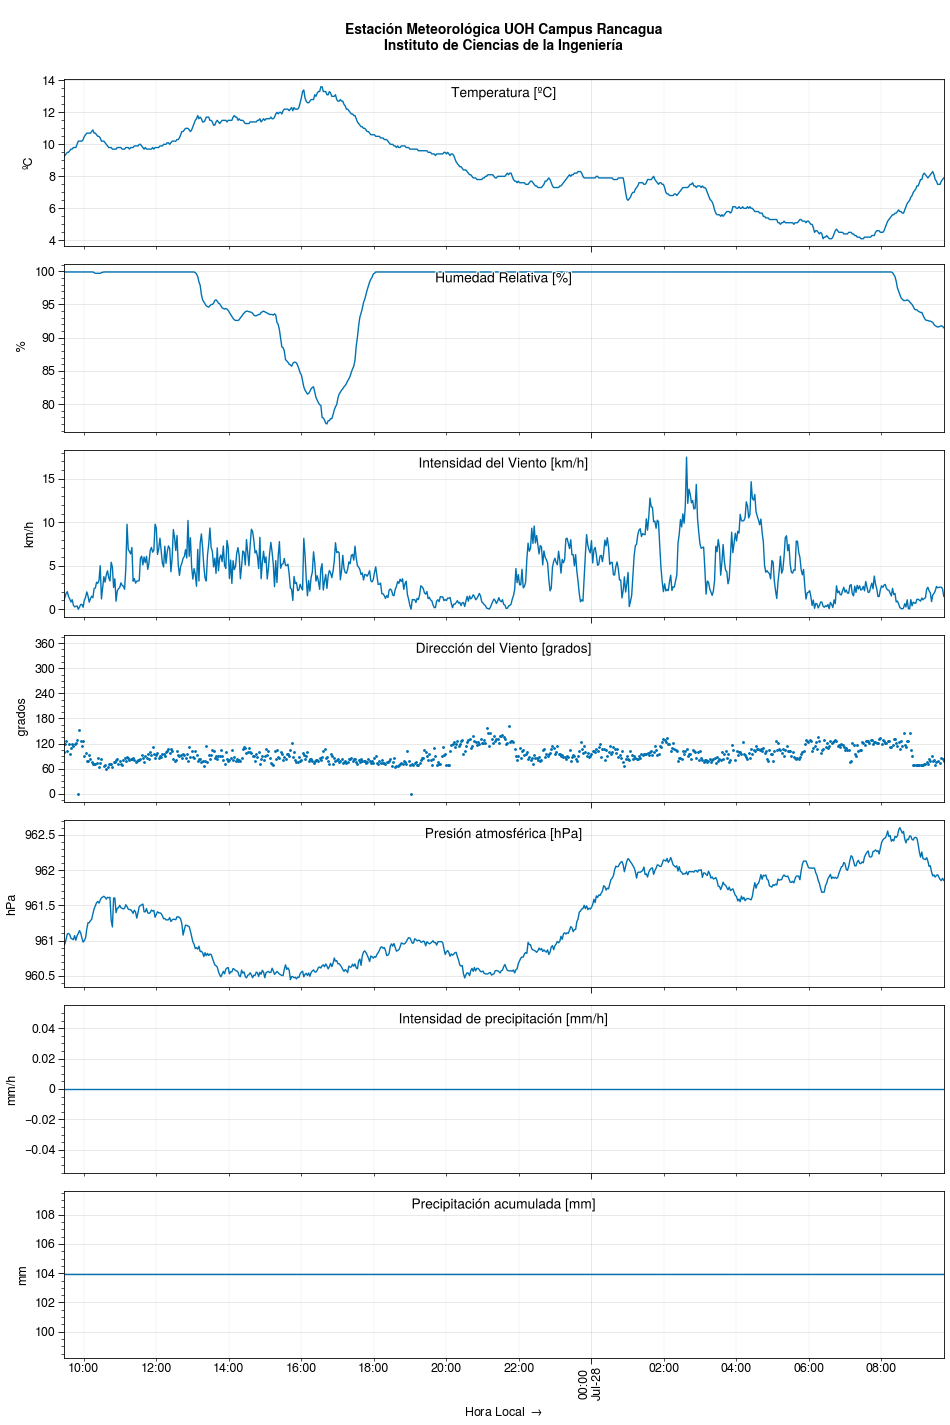 Estación Meteorológica UOH Campus Rancagua
Instituto de Ciencias de la Ingeniería
Temperatura [ºC]
14
12
10
8
6
4
ºC
Humedad Relativa [%]
100
95
90
85
80
%
Intensidad del Viento [km/h]
15
10
5
0
km/h
Dirección del Viento [grados]
360
300
240
180
120
60
0
grados
Presión atmosférica [hPa]
962.5
962
961.5
961
960.5
hPa
Intensidad de precipitación [mm/h]
0.04
0.02
0
−0.02
−0.04
mm/h
Precipitación acumulada [mm]
108
106
104
102
100
mm
10:00 12:00 14:00 16:00 18:00 20:00 22:00 00:00 02:00 04:00 06:00 08:00
Jul-28
Hora Local →